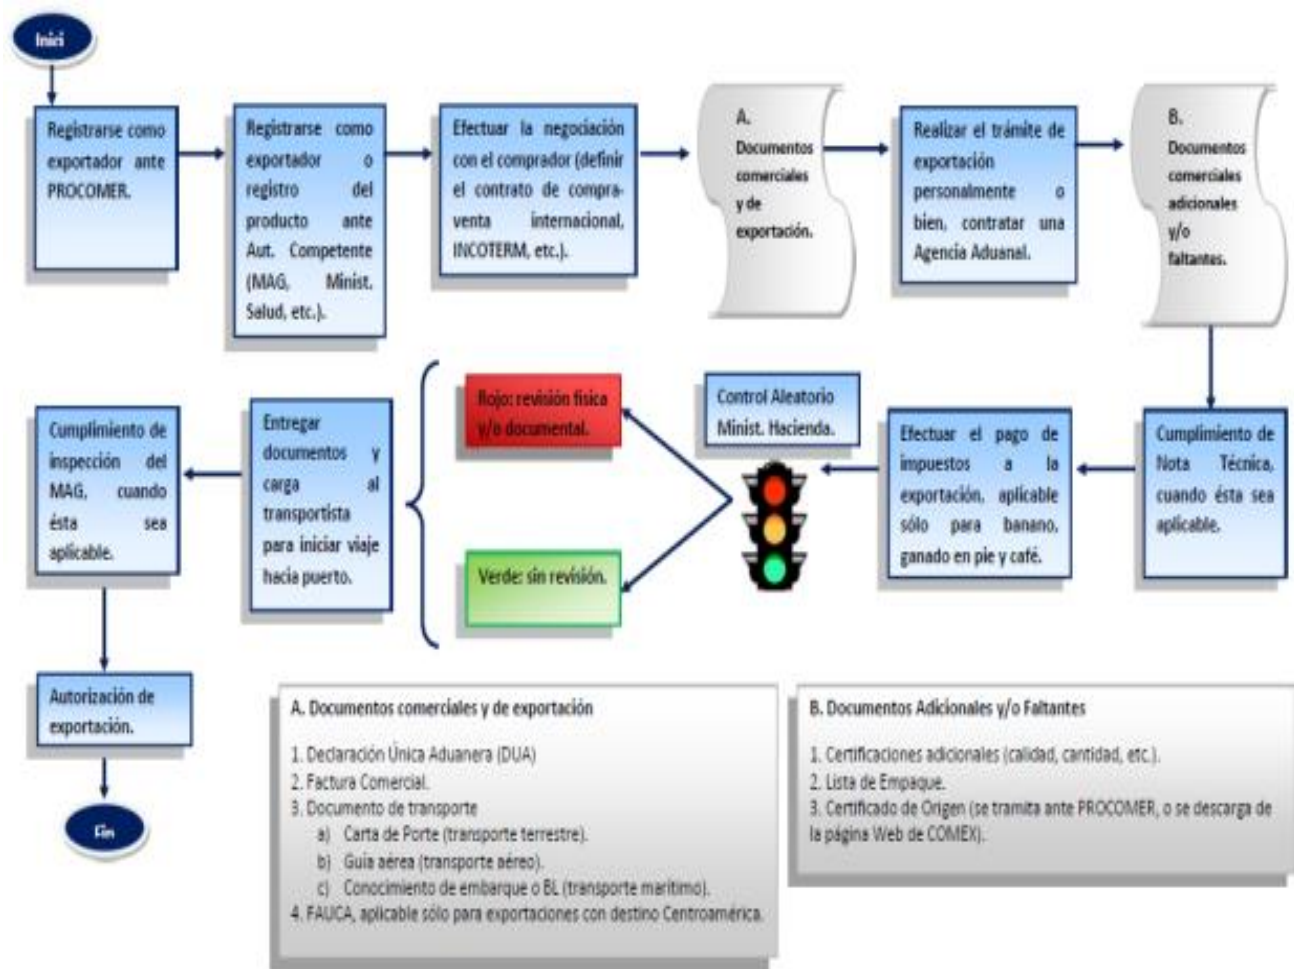 Inici
Registrarse como
exportador ante
PROCOMER.
Registrarse como
exportador o
registro del
producto ante
Aut. Competente
(MAG, Minist.
Salud, etc.).
Efectuar la negociación
con el comprador (definir
el contrato de compra-
venta internacional,
INCOTERM, etc.).
A.
Documentos
comerciales
y de
exportación.
Realizar el trámite de
exportación
personalmente o
bien, contratar una
Agencia Aduanal.
B.
Documentos
comerciales
adicionales
y/o
faltantes.
Cumplimiento de
Nota Técnica,
cuando ésta sea
aplicable.
Efectuar el pago de
impuestos a la
exportación, aplicable
sólo para banano,
ganado en pie y café.
Control Aleatorio
Minist. Hacienda.
Rojo: revisión física
y/o documental.
Verde: sin revisión.
Entregar
documentos y
carga al
transportista
para iniciar viaje
hacia puerto.
Cumplimiento de
inspección del
MAG, cuando
ésta sea
aplicable.
Autorización de
exportación.
Fin
A. Documentos comerciales y de exportación
1. Declaración Única Aduanera (DUA)
2. Factura Comercial.
3. Documento de transporte
a) Carta de Porte (transporte terrestre).
b) Guía aérea (transporte aéreo).
c) Conocimiento de embarque o BL (transporte marítimo).
4. FAUCA, aplicable sólo para exportaciones con destino Centroamérica.
B. Documentos Adicionales y/o Faltantes
1. Certificaciones adicionales (calidad, cantidad, etc.).
2. Lista de Empaque.
3. Certificado de Origen (se tramita ante PROCOMER, o se descarga de
la página Web de COMEX).